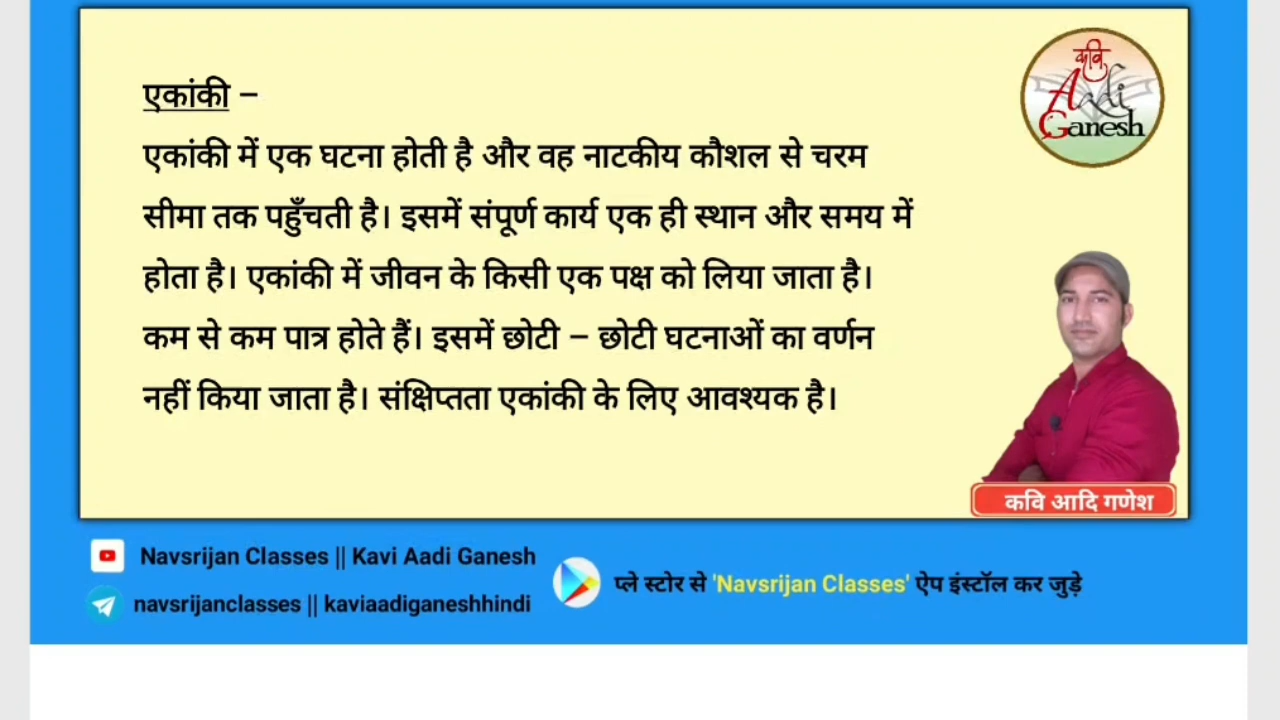 कवि
Aadi
Ganesh
एकांकी –
एकांकी में एक घटना होती है और वह नाटकीय कौशल से चरम
सीमा तक पहुँचती है। इसमें संपूर्ण कार्य एक ही स्थान और समय में
होता है। एकांकी में जीवन के किसी एक पक्ष को लिया जाता है।
कम से कम पात्र होते हैं। इसमें छोटी – छोटी घटनाओं का वर्णन
नहीं किया जाता है। संक्षिप्तता एकांकी के लिए आवश्यक है।
कवि आदि गणेश
Navsrijan Classes || Kavi Aadi Ganesh
navsrijanclasses || kaviaadiganeshhindi
प्ले स्टोर से 'Navsrijan Classes' ऐप इंस्टॉल कर जुड़े